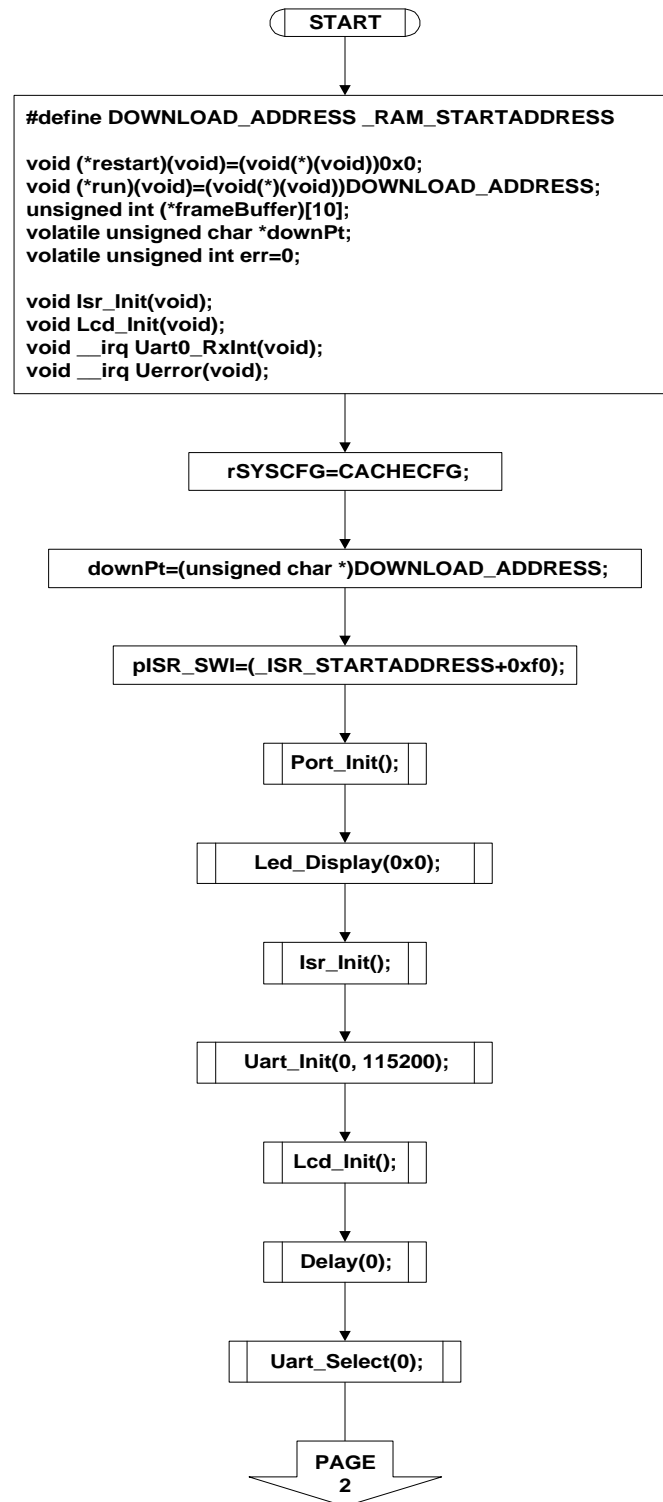 START
#define DOWNLOAD_ADDRESS _RAM_STARTADDRESS
void (*restart)(void)=(void(*)(void))0x0;
void (*run)(void)=(void(*)(void))DOWNLOAD_ADDRESS;
unsigned int (*frameBuffer)[10];
volatile unsigned char *downPt;
volatile unsigned int err=0;
void Isr_Init(void);
void Lcd_Init(void);
void __irq Uart0_RxInt(void);
void __irq Uerror(void);
rSYSCFG=CACHECFG;
downPt=(unsigned char *)DOWNLOAD_ADDRESS;
pISR_SWI=(_ISR_STARTADDRESS+0xf0);
Port_Init();
Led_Display(0x0);
Isr_Init();
Uart_Init(0, 115200);
Lcd_Init();
Delay(0);
Uart_Select(0);
PAGE
2